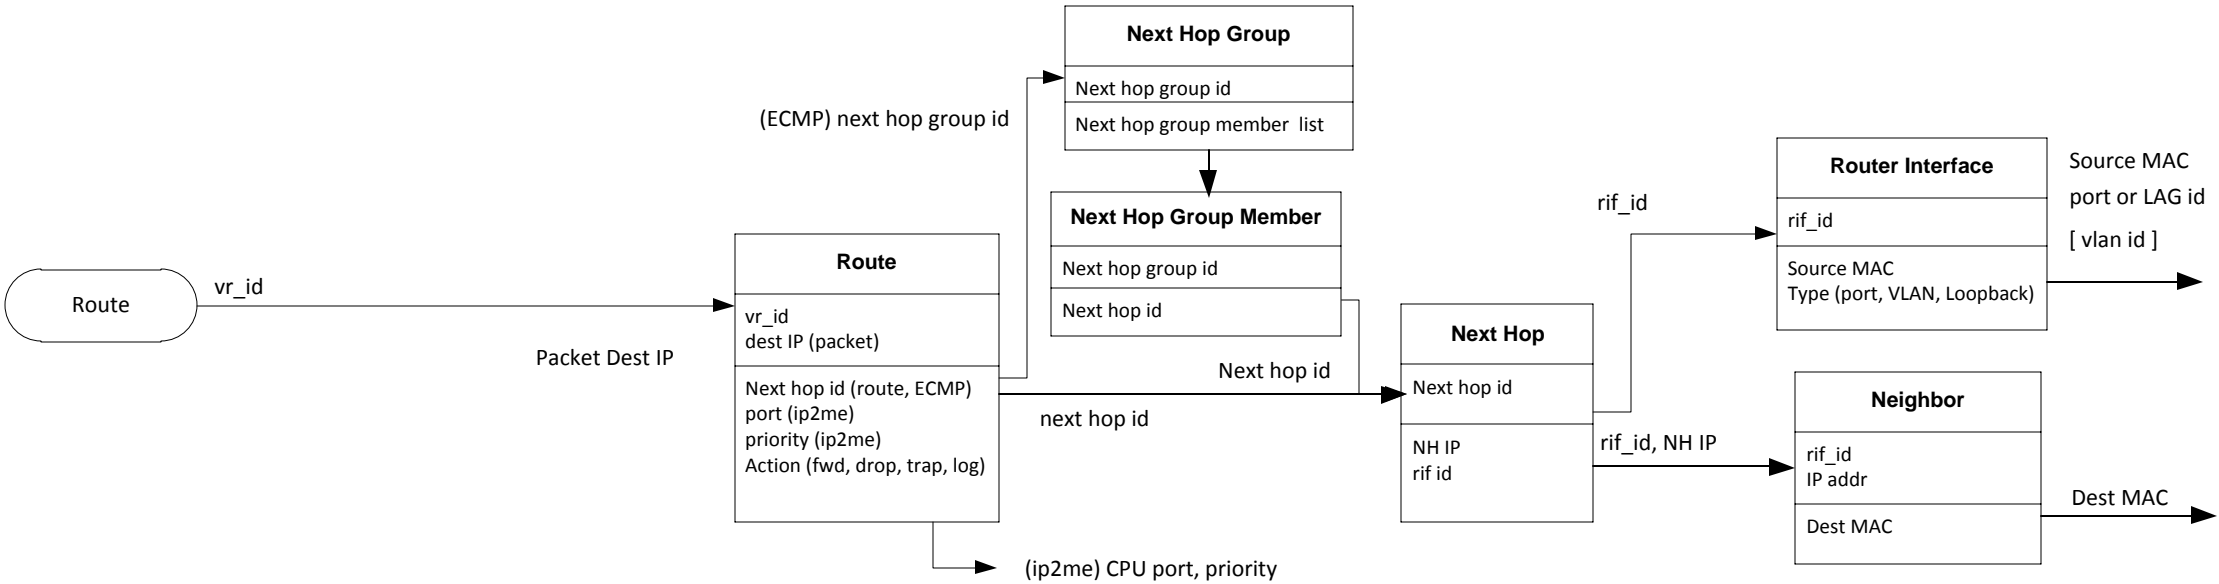 Route
vr_id
Packet Dest IP
Route
vr_id
dest IP (packet)
Next hop id (route, ECMP)
port (ip2me)
priority (ip2me)
Action (fwd, drop, trap, log)
(ip2me) CPU port, priority
(ECMP) next hop group id
Next Hop Group
Next hop group id
Next hop group member list
Next Hop Group Member
Next hop group id
Next hop id
Next hop id
next hop id
Next Hop
Next hop id
NH IP
rif id
rif_id
rif_id, NH IP
Router Interface
rif_id
Source MAC
Type (port, VLAN, Loopback)
Source MAC
port or LAG id
[ vlan id ]
Neighbor
rif_id
IP addr
Dest MAC
Dest MAC